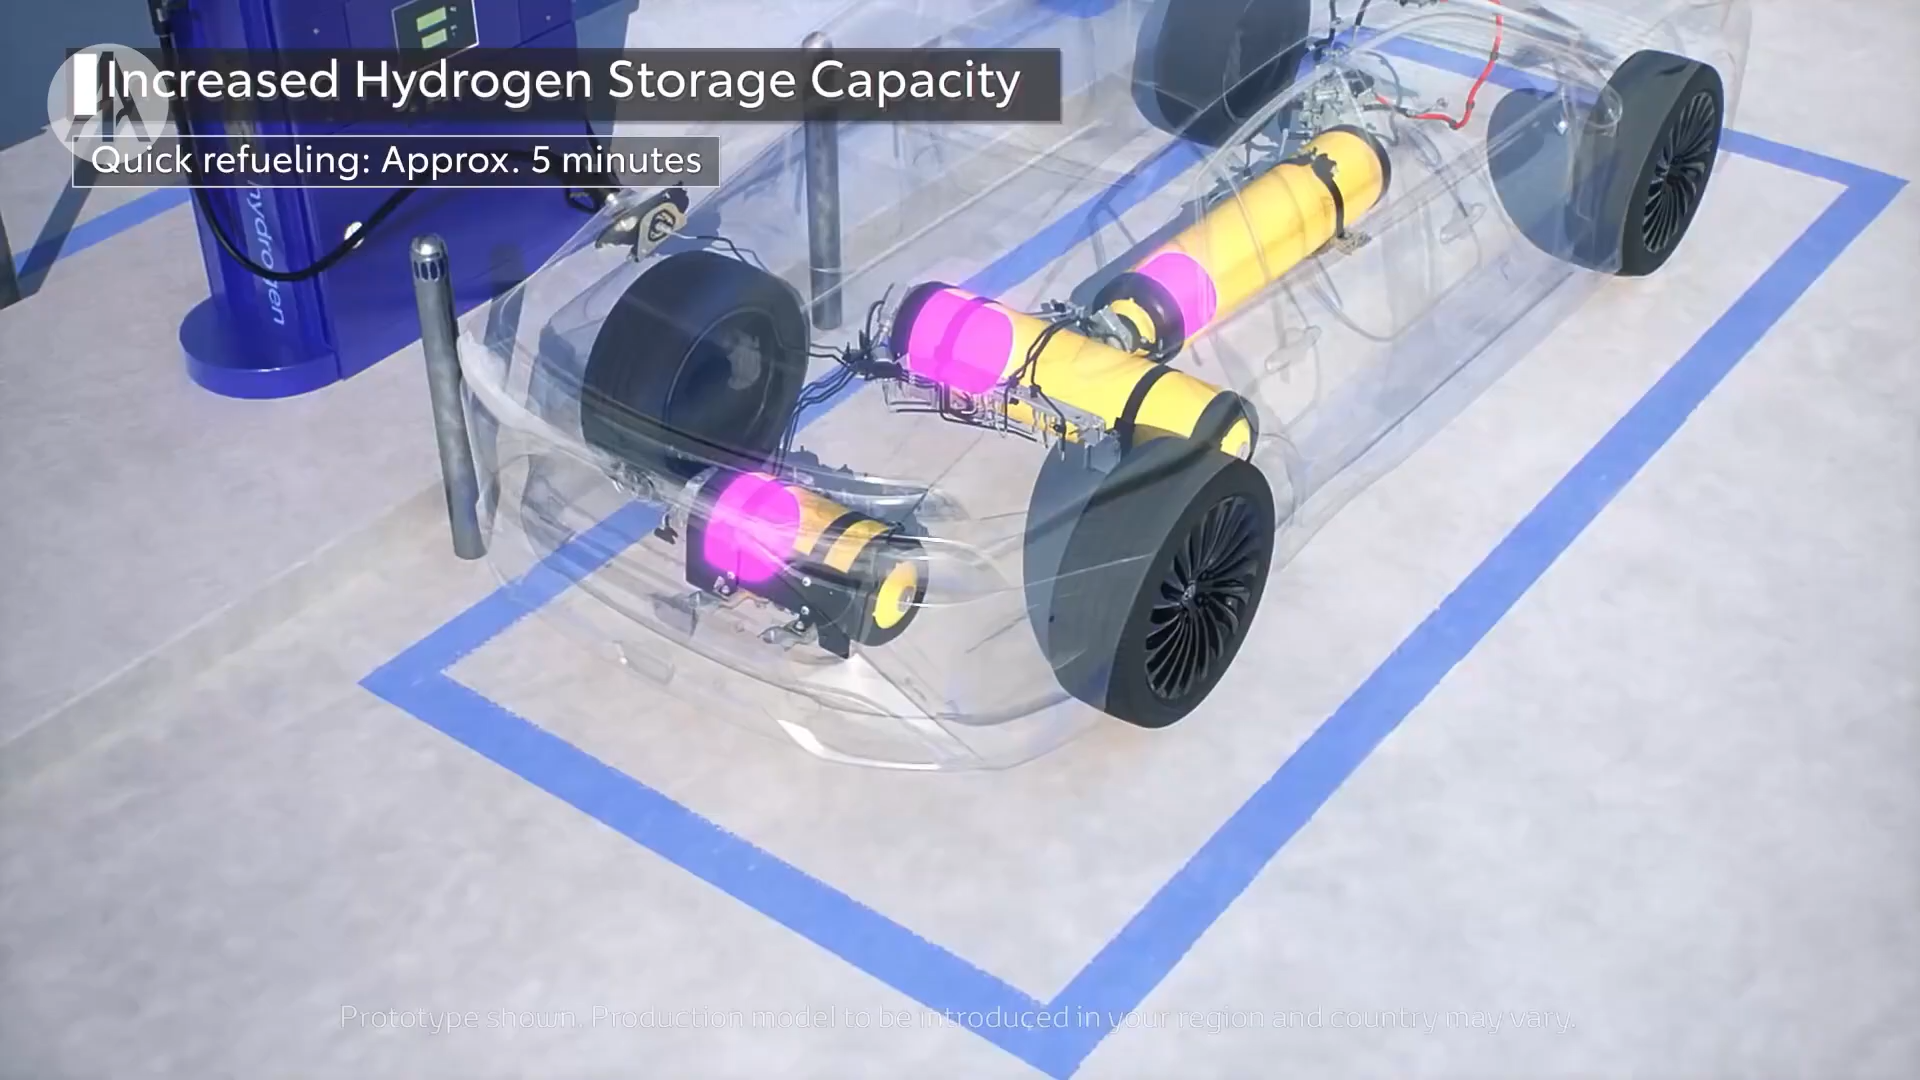 Increased Hydrogen Storage Capacity
Quick refueling: Approx. 5 minutes
hydrogen
Prototype shown. Production model to be introduced in your region and country may vary.